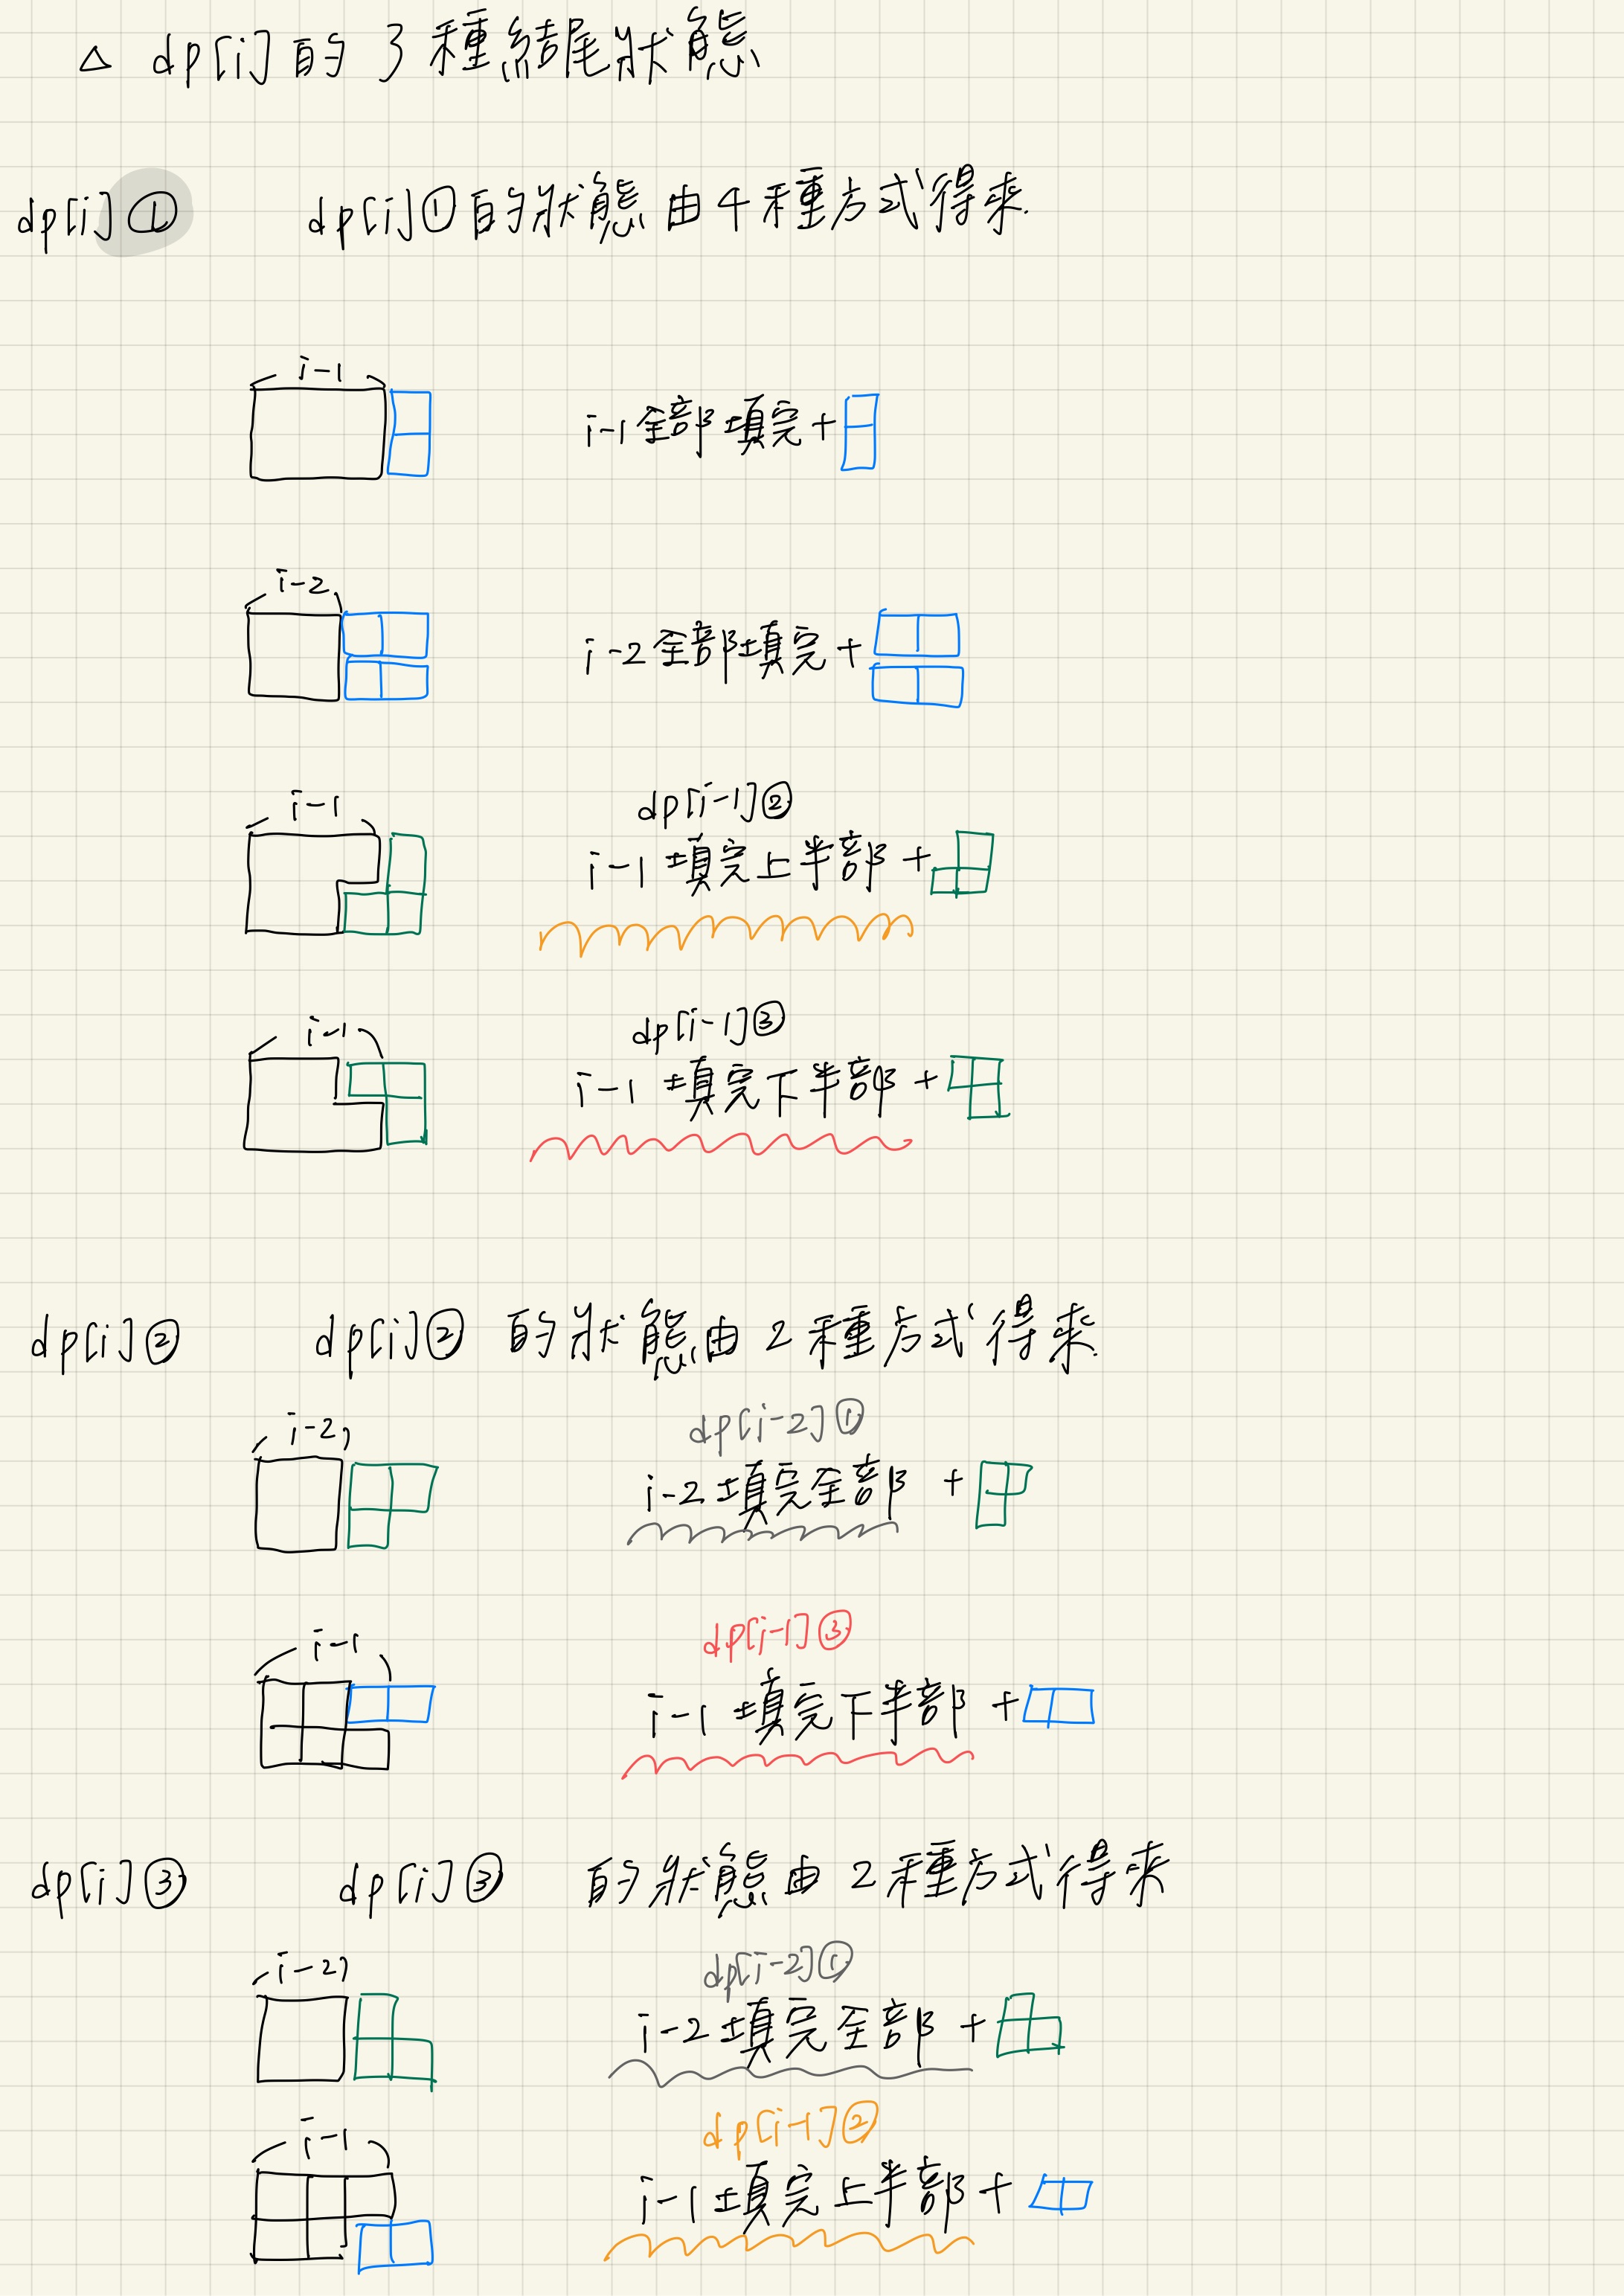 △ dp[i]的3種結尾狀態
dp[i]① dp[i]①的狀態由4種方式得來.
i-1
i-1全部填完+
i-2
i-2全部填完+
i-1
dp[i-1]②
i-1填完上半部+
i-1
dp[i-1]③
i-1填完下半部+
dp[i]② dp[i]②的狀態由2種方式得來.
i-2
dp[i-2]①
i-2填完全部+
i-1
dp[i-1]③
i-1填完下半部+
dp[i]③ dp[i]③的狀態由2種方式得來
i-2
dp[i-2]①
i-2填完全部+
i-1
dp[i-1]②
i-1填完上半部+